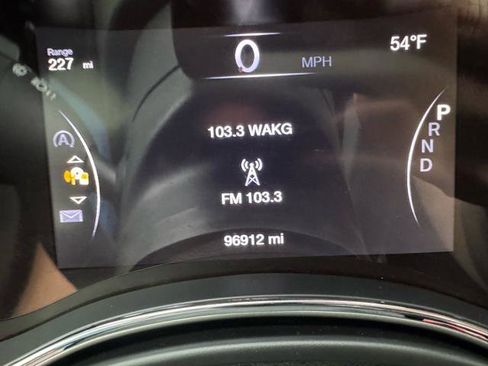 Range
227 mi
0 MPH
54°F
A
P
R
N
D
103.3 WAKG
FM 103.3
96912 mi